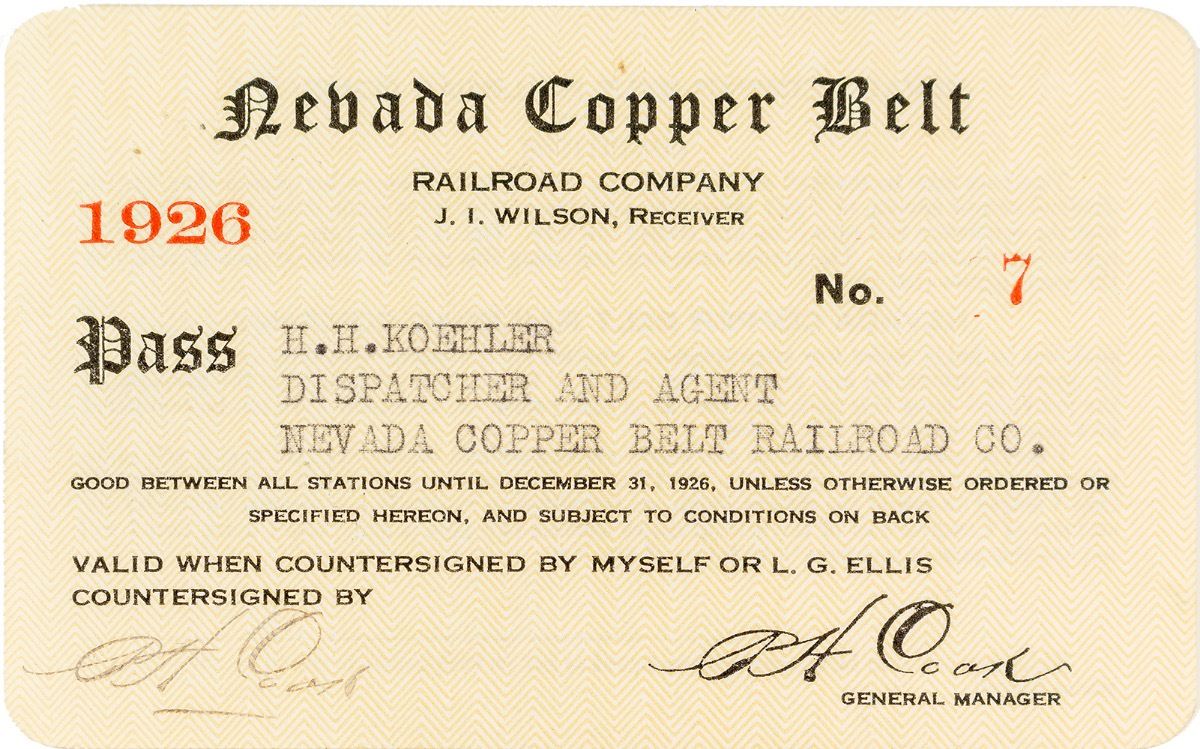 Nevada Copper Belt
RAILROAD COMPANY
J. I. WILSON, RECEIVER
1926
No. 7
Pass H.H.KOEHLER
DISPATCHER AND AGENT
NEVADA COPPER BELT RAILROAD CO.
GOOD BETWEEN ALL STATIONS UNTIL DECEMBER 31, 1926, UNLESS OTHERWISE ORDERED OR
SPECIFIED HEREON, AND SUBJECT TO CONDITIONS ON BACK
VALID WHEN COUNTERSIGNED BY MYSELF OR L. G. ELLIS
COUNTERSIGNED BY
H Cook H Cook
GENERAL MANAGER